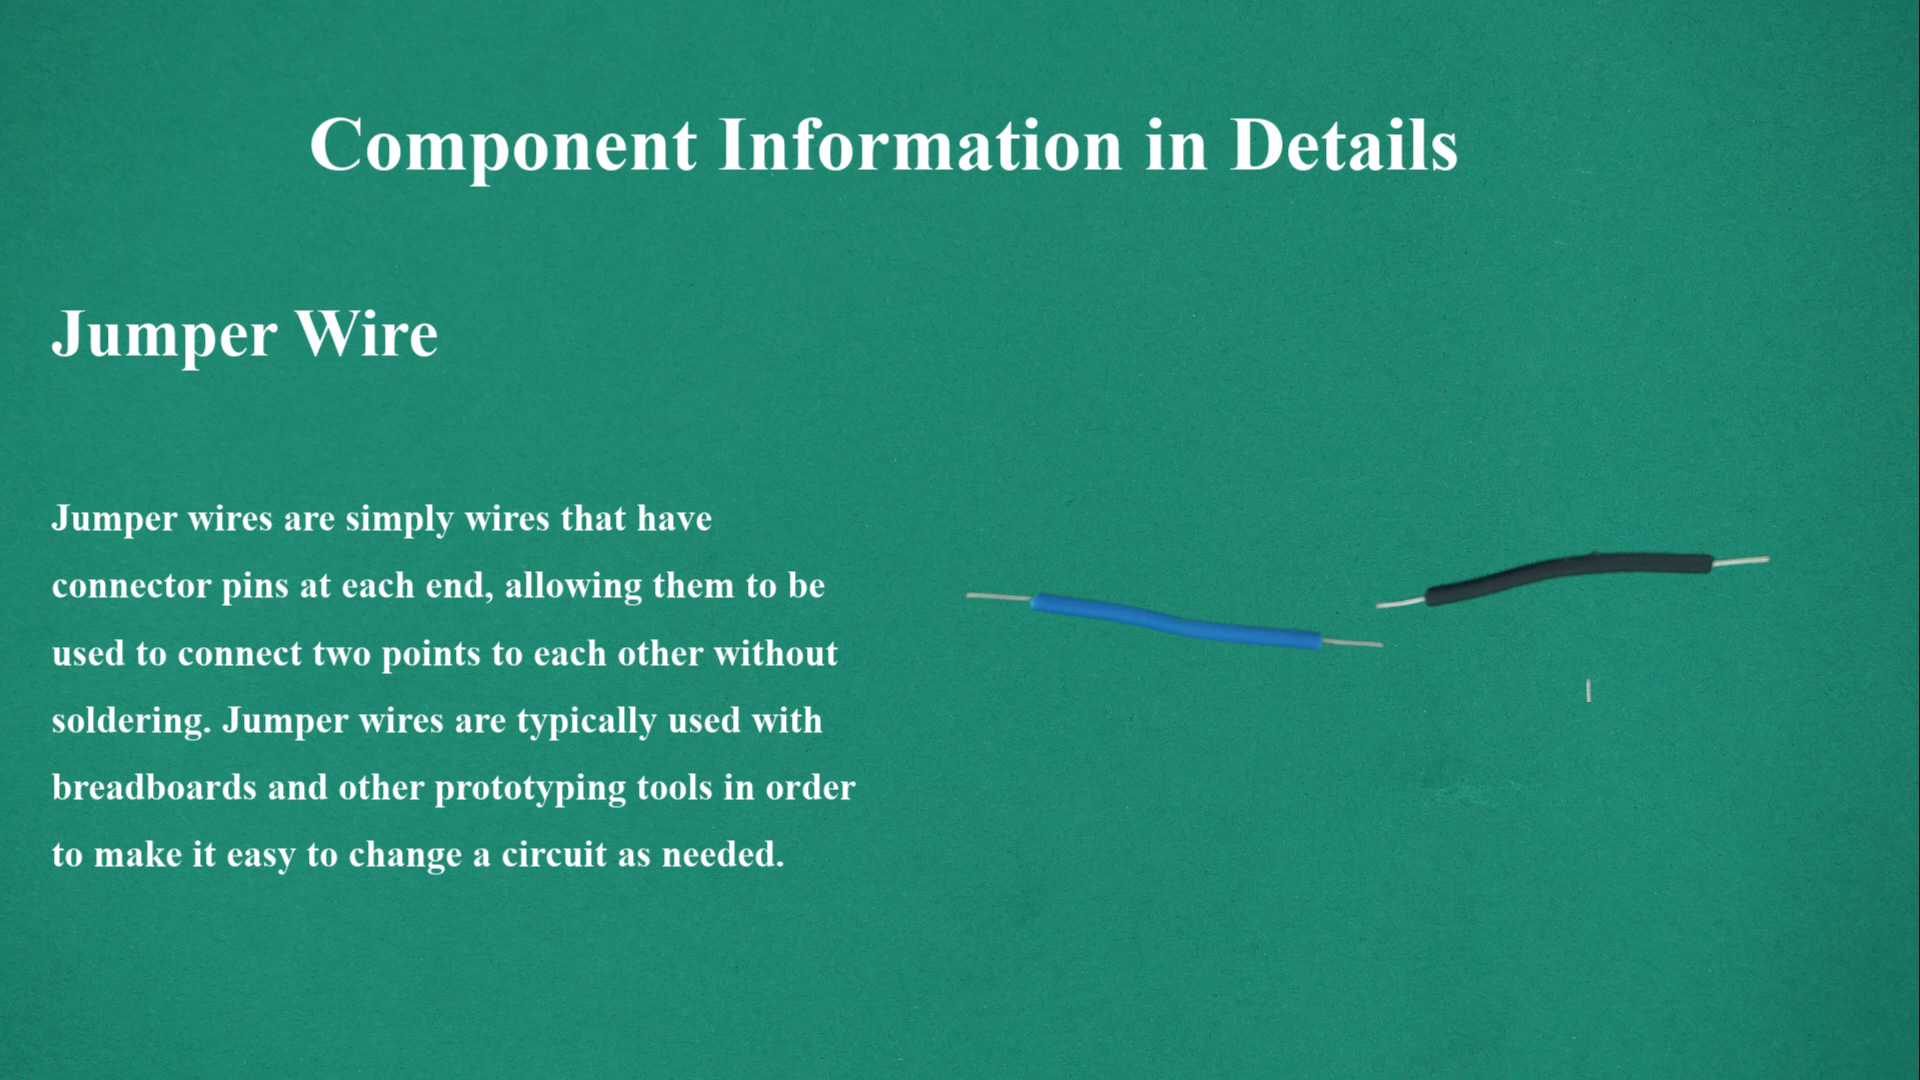 Component Information in Details
Jumper Wire
Jumper wires are simply wires that have
connector pins at each end, allowing them to be
used to connect two points to each other without
soldering. Jumper wires are typically used with
breadboards and other prototyping tools in order
to make it easy to change a circuit as needed.